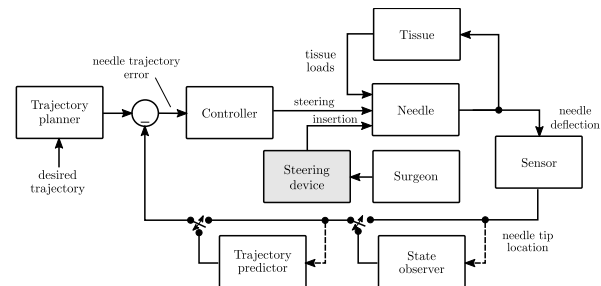 Tissue
tissue
loads
needle trajectory
error
Trajectory
planner
–
Controller
steering
insertion
Needle
needle
deflection
desired
trajectory
Steering
device
Surgeon
Sensor
needle tip
location
Trajectory
predictor
State
observer